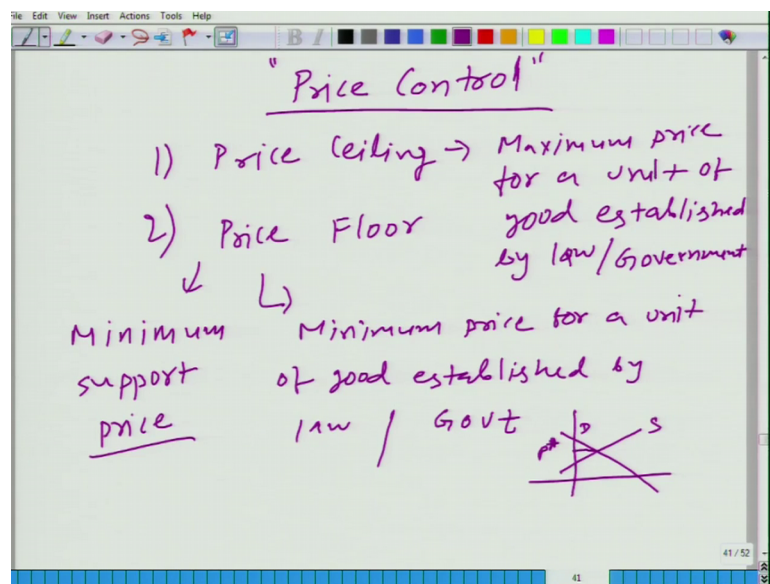 File Edit View Insert Actions Tools Help
B I
"Price Control"
1) Price Ceiling → Maximum price
for a unit of
good established
by law/Government
2) Price Floor
Minimum support price
Minimum price for a unit
of good established by
law / Govt
D S
41 / 52
41